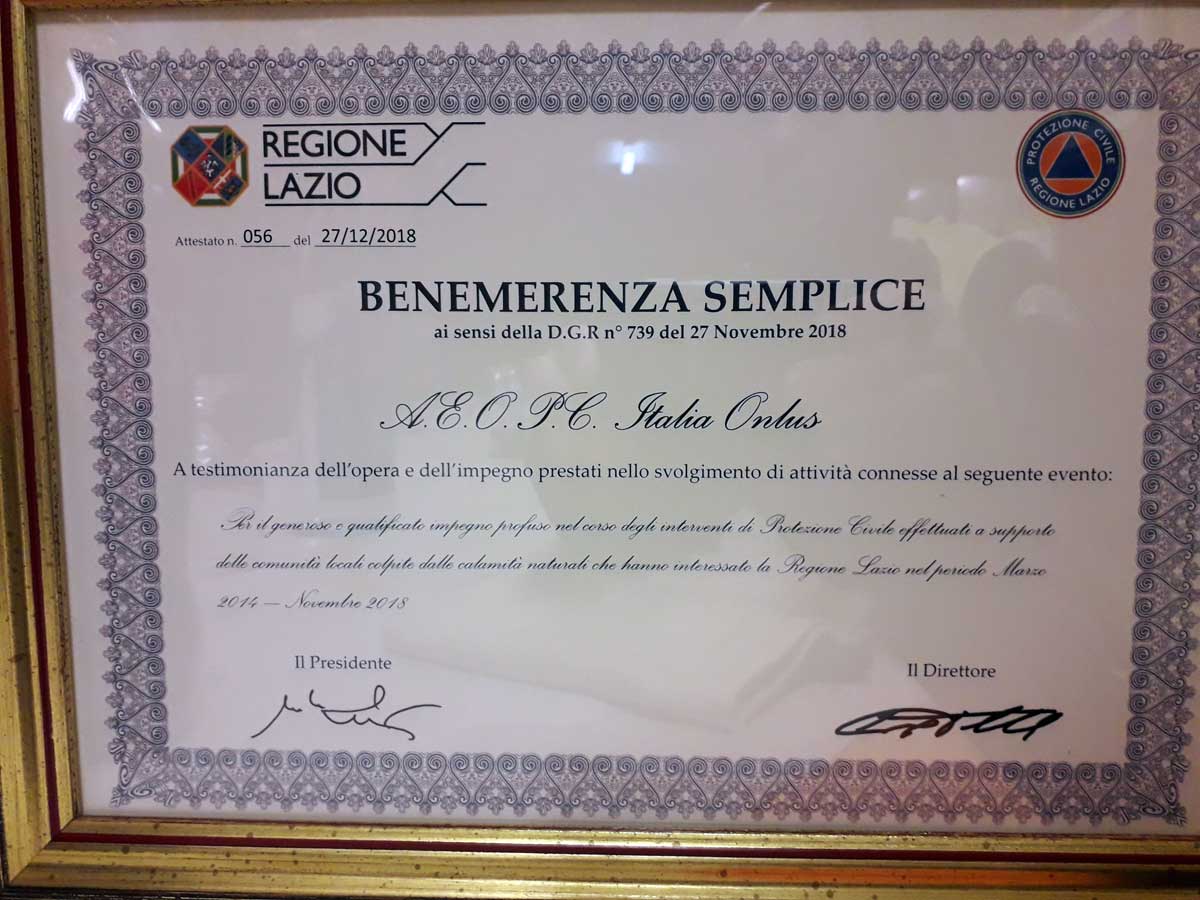 REGIONE
LAZIO
PROTEZIONE CIVILE
REGIONE LAZIO
Attestato n. 056 del 27/12/2018
BENEMERENZA SEMPLICE
ai sensi della D.G.R n° 739 del 27 Novembre 2018
A.E.O.P.C. Italia Onlus
A testimonianza dell'opera e dell'impegno prestati nello svolgimento di attività connesse al seguente evento:
Per il generoso e qualificato impegno profuso nel corso degli interventi di Protezione Civile effettuati a supporto
delle comunità locali colpite dalle calamità naturali che hanno interessato la Regione Lazio nel periodo Marzo
2014 — Novembre 2018
Il Presidente
Il Direttore